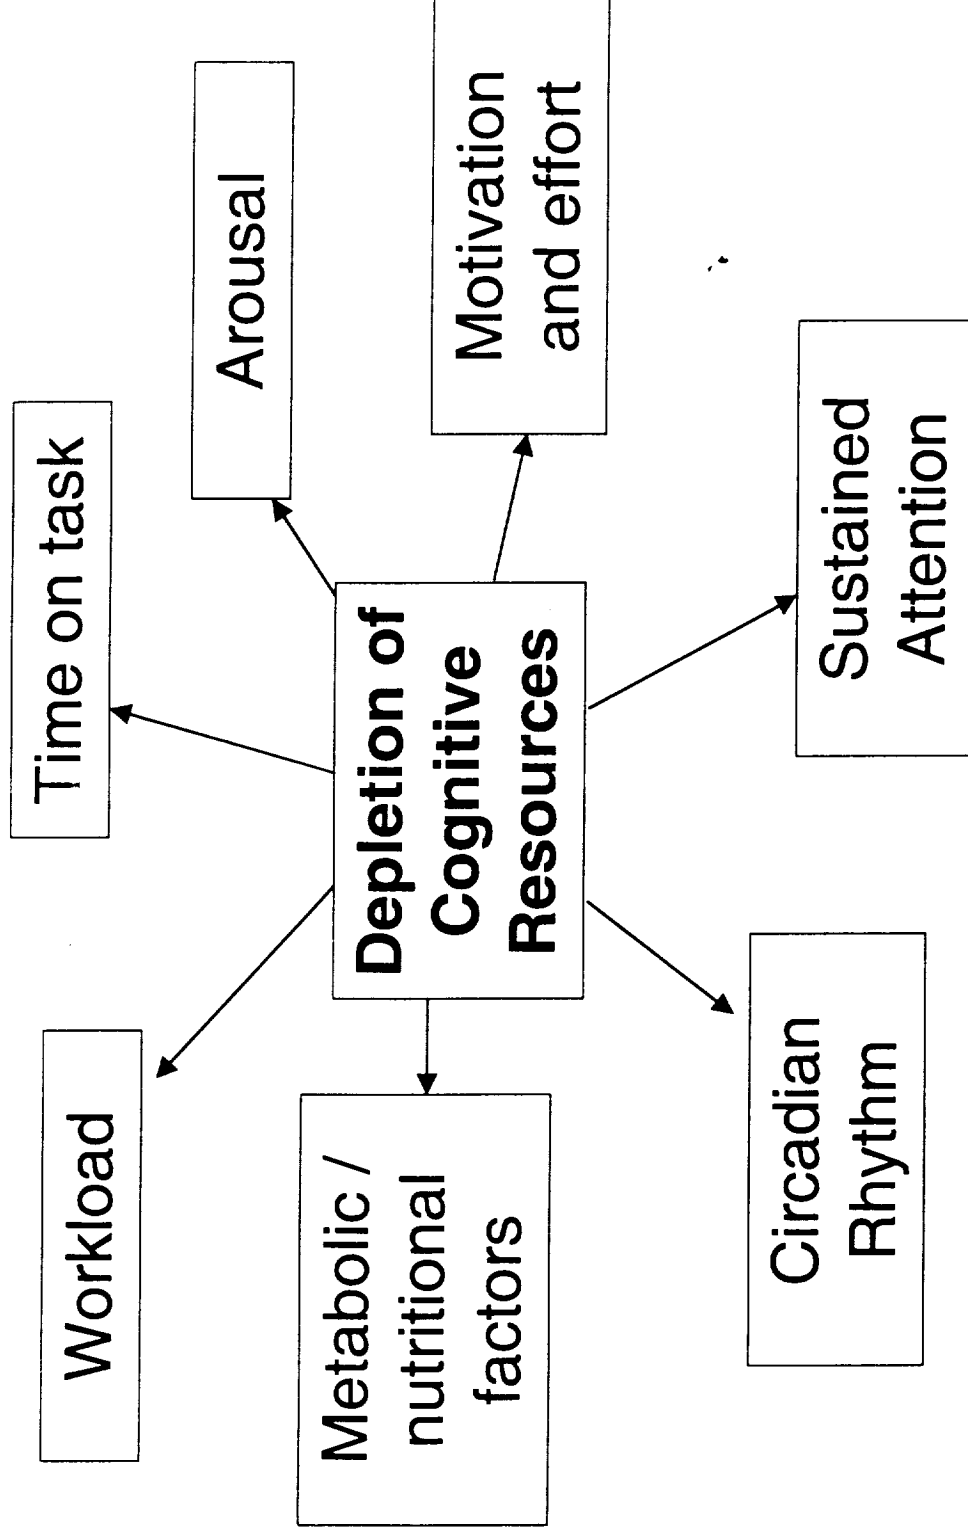 Workload
Time on task
Arousal
Metabolic /
nutritional
factors
Depletion of
Cognitive
Resources
Motivation
and effort
Circadian
Rhythm
Sustained
Attention